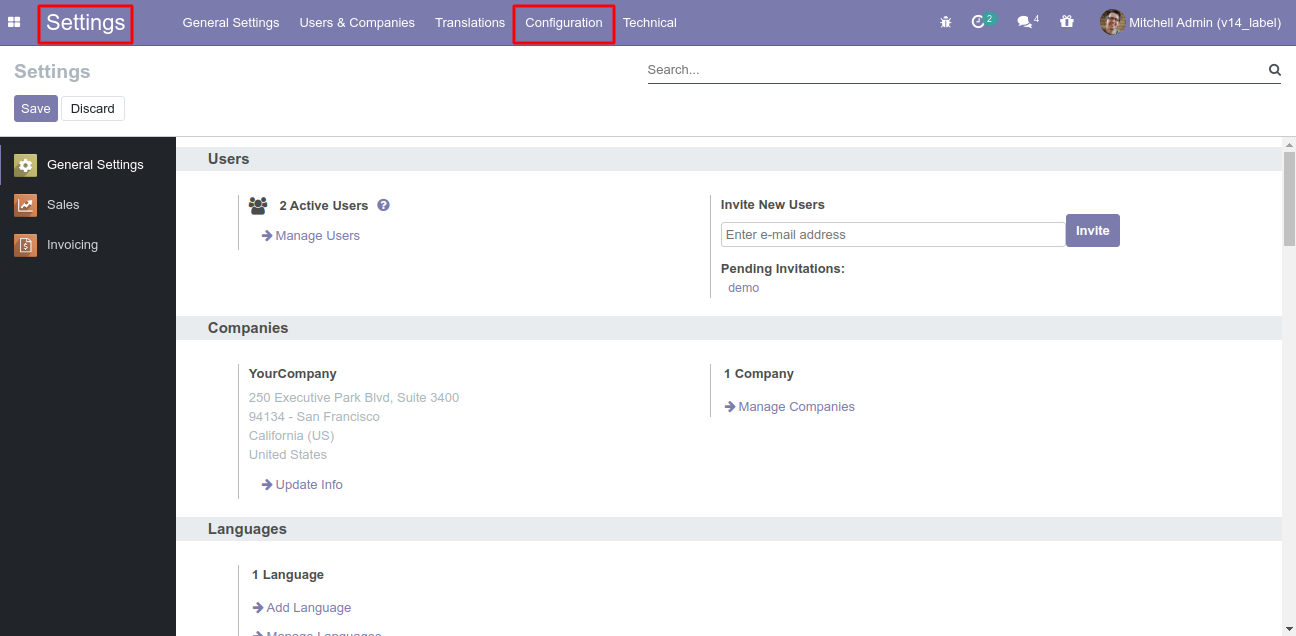 Settings General Settings Users & Companies Translations Configuration Technical 2 4 Mitchell Admin (v14_label)
Settings
Search...
Save Discard
General Settings
Sales
Invoicing
Users
2 Active Users ?
Manage Users
Invite New Users
Enter e-mail address Invite
Pending Invitations:
demo
Companies
YourCompany
250 Executive Park Blvd, Suite 3400
94134 - San Francisco
California (US)
United States
Update Info
1 Company
Manage Companies
Languages
1 Language
Add Language
Manage Languages